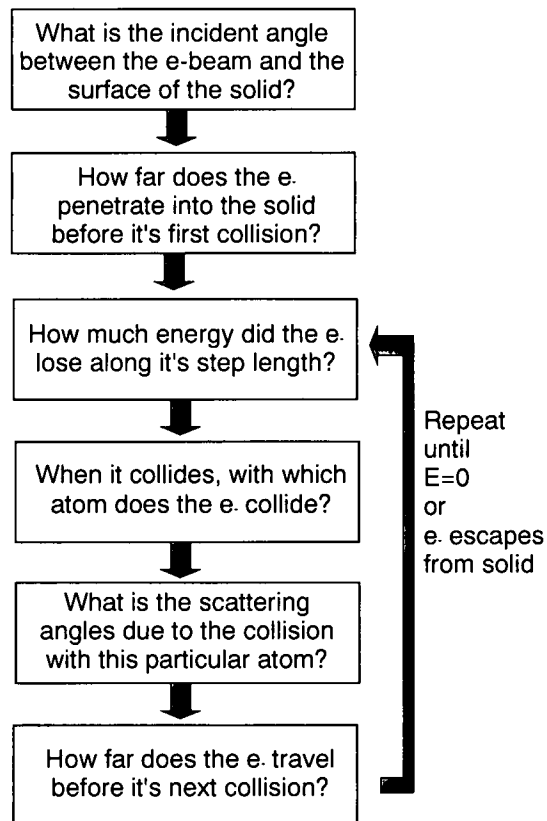 What is the incident angle
between the e-beam and the
surface of the solid?
How far does the e-
penetrate into the solid
before it's first collision?
How much energy did the e-
lose along it's step length?
When it collides, with which
atom does the e- collide?
What is the scattering
angles due to the collision
with this particular atom?
How far does the e- travel
before it's next collision?
Repeat
until
E=0
or
e- escapes
from solid